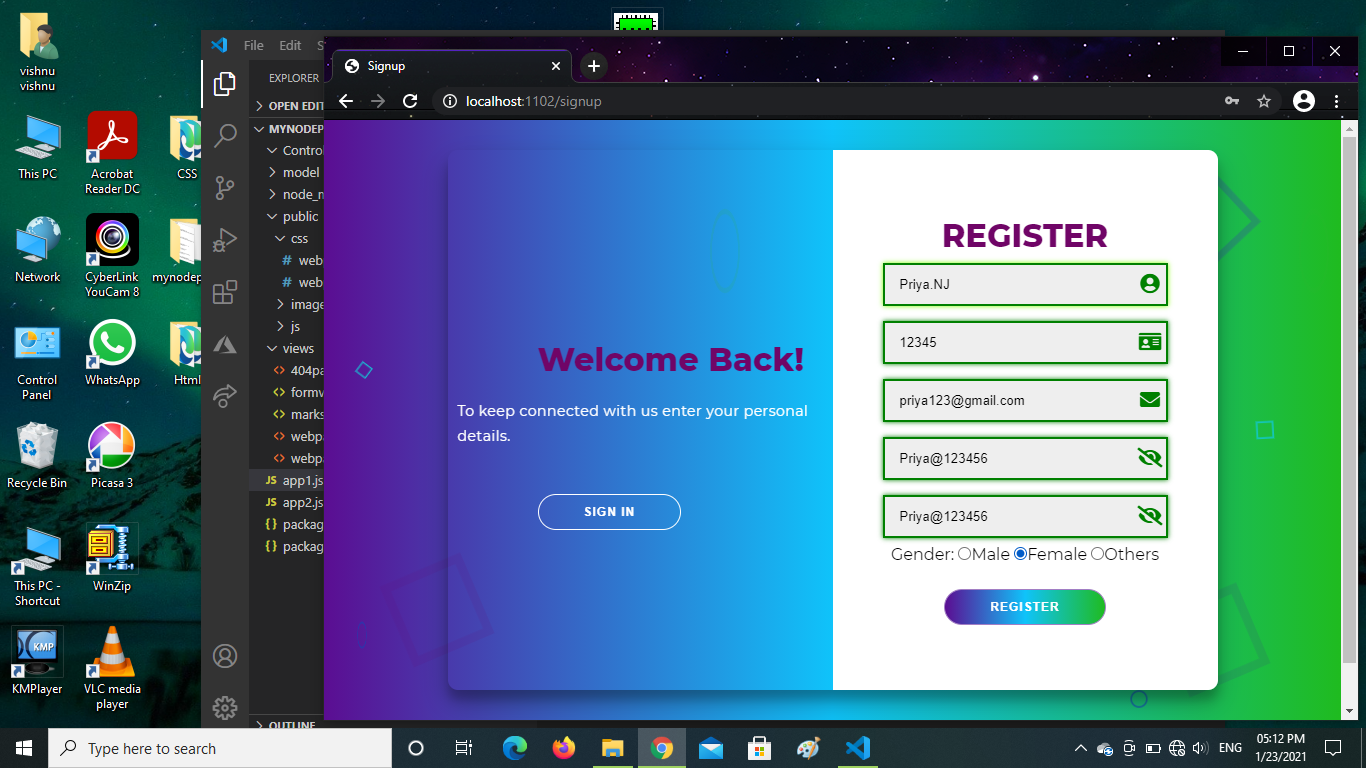 vishnu
vishnu
This PC
Acrobat
Reader DC
CSS
Network
CyberLink
YouCam 8
mynodep
Control
Panel
WhatsApp
Html
Recycle Bin
Picasa 3
This PC -
Shortcut
WinZip
KMPlayer
VLC media
player
File Edit S
EXPLORER
OPEN EDIT
MYNODEP
Contro
model
node_m
public
css
# web
# web
image
js
views
404pa
formv
marks
webpa
webpa
JS app1.js
JS app2.js
{ } packag
{ } packag
OUTLINE
Signup
localhost:1102/signup
Welcome Back!
To keep connected with us enter your personal
details.
SIGN IN
REGISTER
Priya.NJ
12345
priya123@gmail.com
Priya@123456
Priya@123456
Gender: Male Female Others
REGISTER
Type here to search
ENG
05:12 PM
1/23/2021